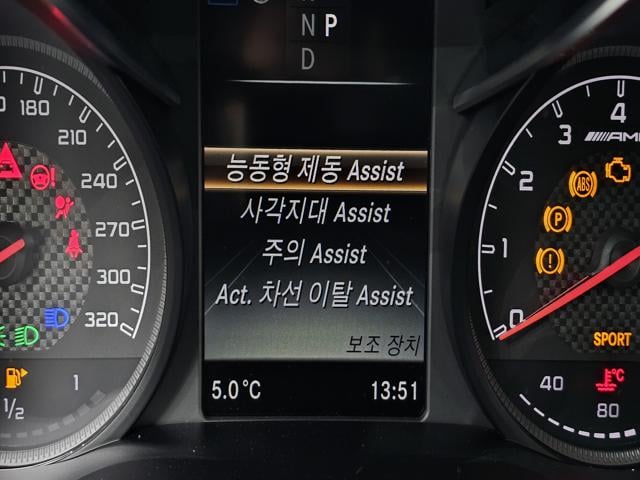 N P
D
180
210
240
270
300
320
1/2
1
능동형 제동 Assist
사각지대 Assist
주의 Assist
Act. 차선 이탈 Assist
보조 장치
5.0°C
13:51
4
3
2
1
0
AMG
ABS
P
SPORT
40
°C
80